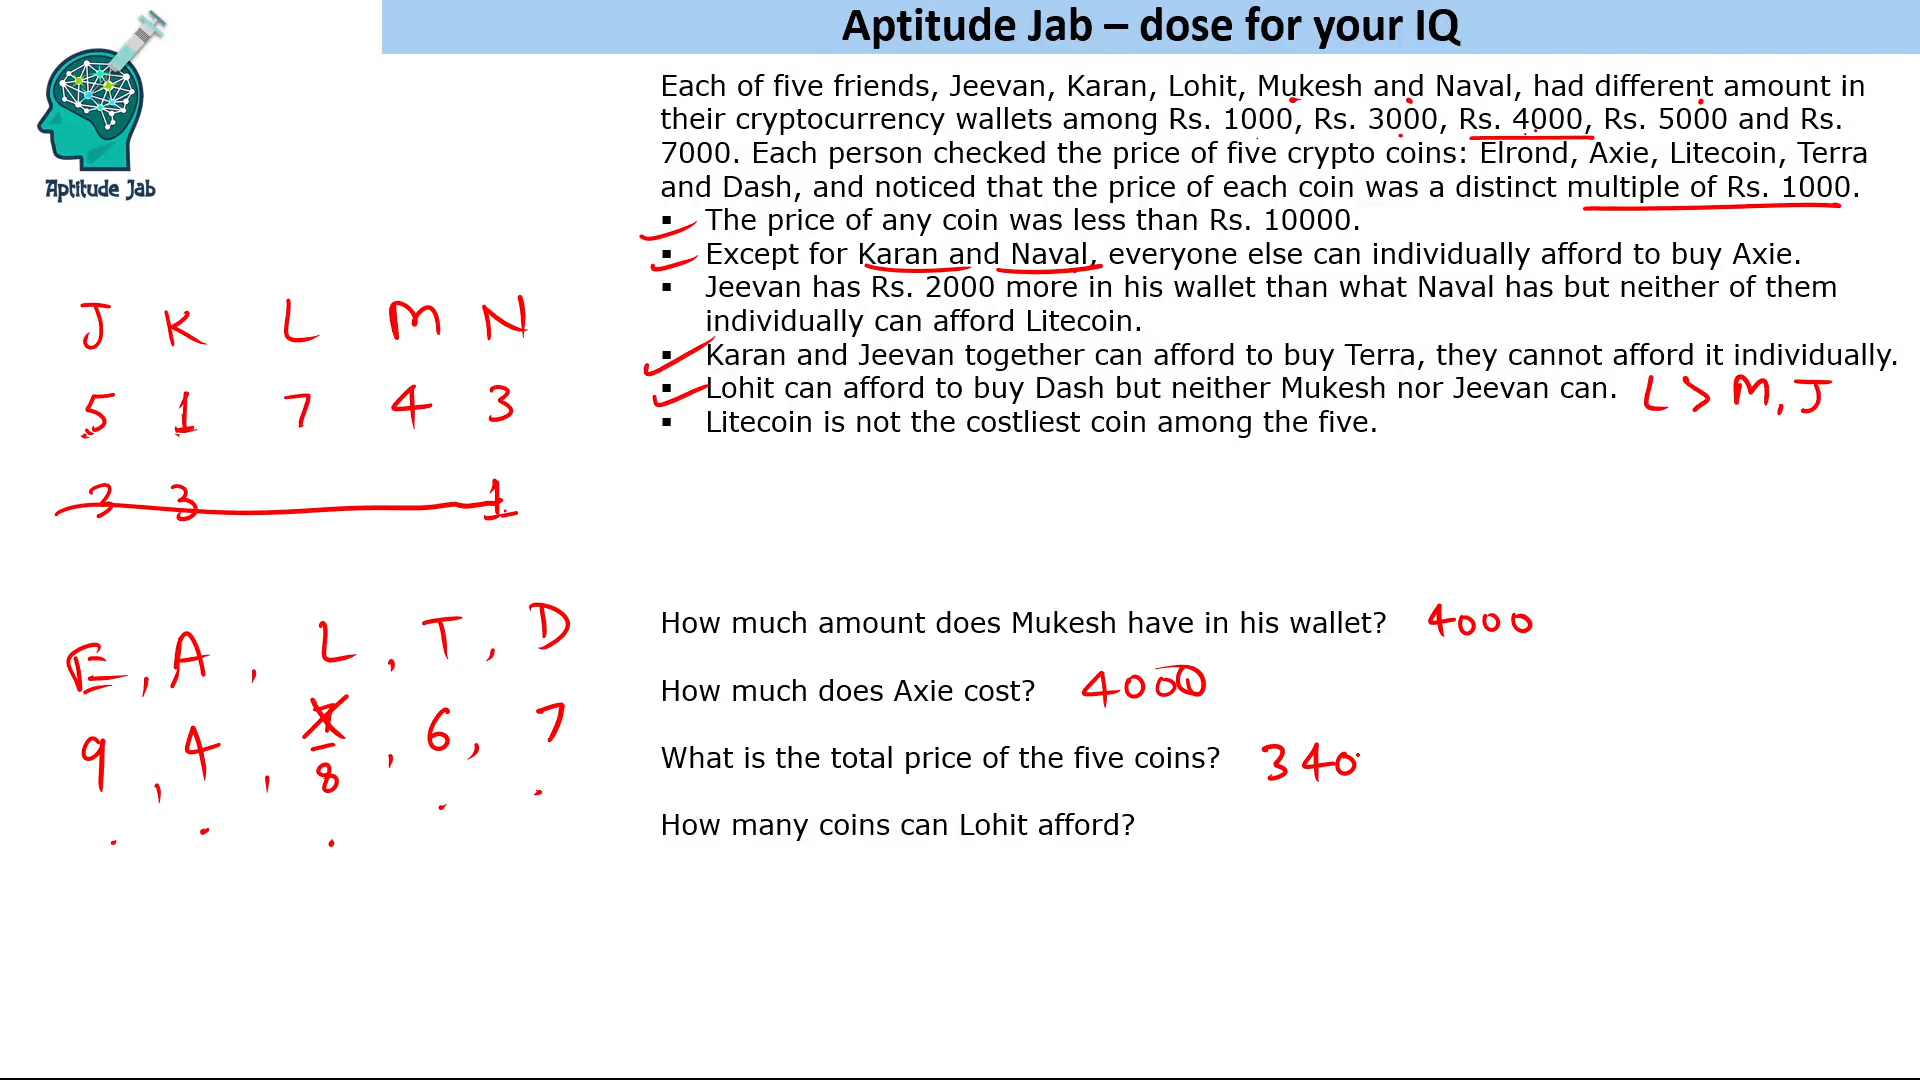 Aptitude Jab – dose for your IQ
Aptitude Jab
Each of five friends, Jeevan, Karan, Lohit, Mukesh and Naval, had different amount in
their cryptocurrency wallets among Rs. 1000, Rs. 3000, Rs. 4000, Rs. 5000 and Rs.
7000. Each person checked the price of five crypto coins: Elrond, Axie, Litecoin, Terra
and Dash, and noticed that the price of each coin was a distinct multiple of Rs. 1000.
▪ The price of any coin was less than Rs. 10000.
▪ Except for Karan and Naval, everyone else can individually afford to buy Axie.
▪ Jeevan has Rs. 2000 more in his wallet than what Naval has but neither of them
individually can afford Litecoin.
▪ Karan and Jeevan together can afford to buy Terra, they cannot afford it individually.
▪ Lohit can afford to buy Dash but neither Mukesh nor Jeevan can. L > M, J
▪ Litecoin is not the costliest coin among the five.
J K L M N
5 1 7 4 3
3 3 1
E, A, L, T, D
9, 4, 6, 7
8
How much amount does Mukesh have in his wallet? 4000
How much does Axie cost? 4000
What is the total price of the five coins? 340
How many coins can Lohit afford?